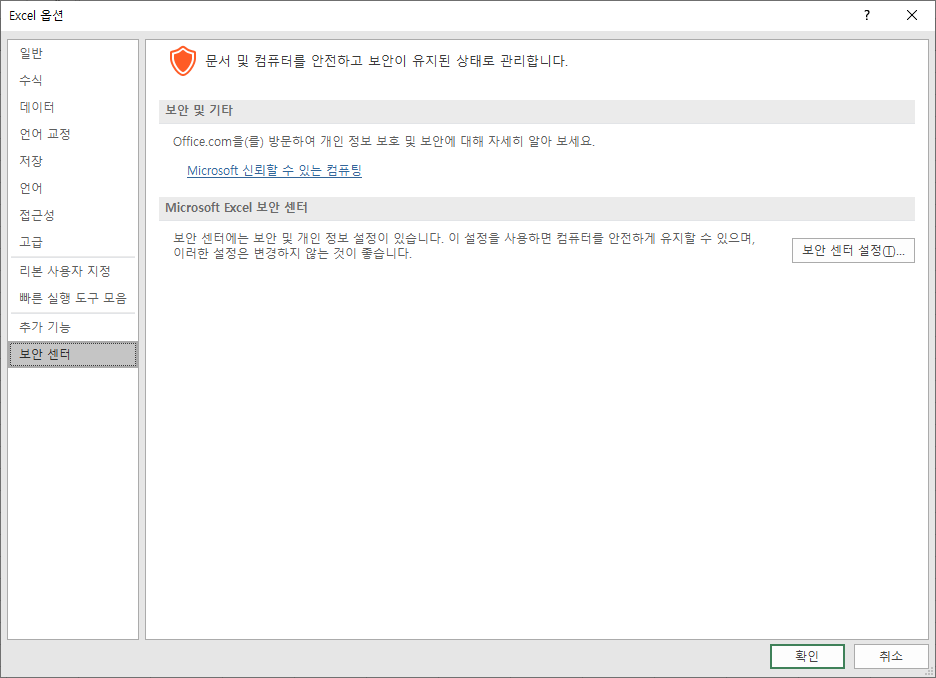 Excel 옵션
?
일반
수식
데이터
언어 교정
저장
언어
접근성
고급
리본 사용자 지정
빠른 실행 도구 모음
추가 기능
보안 센터
문서 및 컴퓨터를 안전하고 보안이 유지된 상태로 관리합니다.
보안 및 기타
Office.com을(를) 방문하여 개인 정보 보호 및 보안에 대해 자세히 알아 보세요.
Microsoft 신뢰할 수 있는 컴퓨팅
Microsoft Excel 보안 센터
보안 센터에는 보안 및 개인 정보 설정이 있습니다. 이 설정을 사용하면 컴퓨터를 안전하게 유지할 수 있으며,
이러한 설정은 변경하지 않는 것이 좋습니다.
보안 센터 설정(T)...
확인
취소